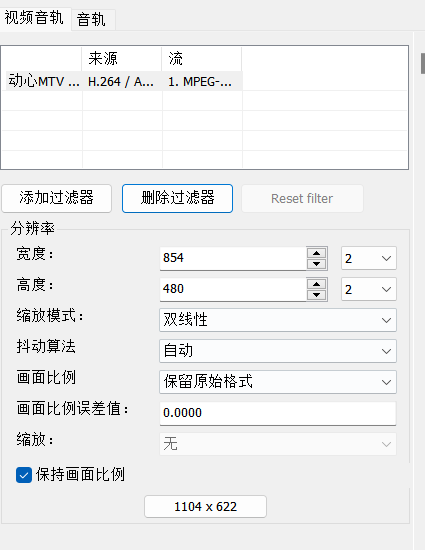 视频音轨 音轨
来源 流
动心MTV ... H.264 / A... 1. MPEG-...
添加过滤器 删除过滤器 Reset filter
分辨率
宽度： 854 2
高度： 480 2
缩放模式： 双线性
抖动算法 自动
画面比例 保留原始格式
画面比例误差值： 0.0000
缩放： 无
保持画面比例
1104 x 622